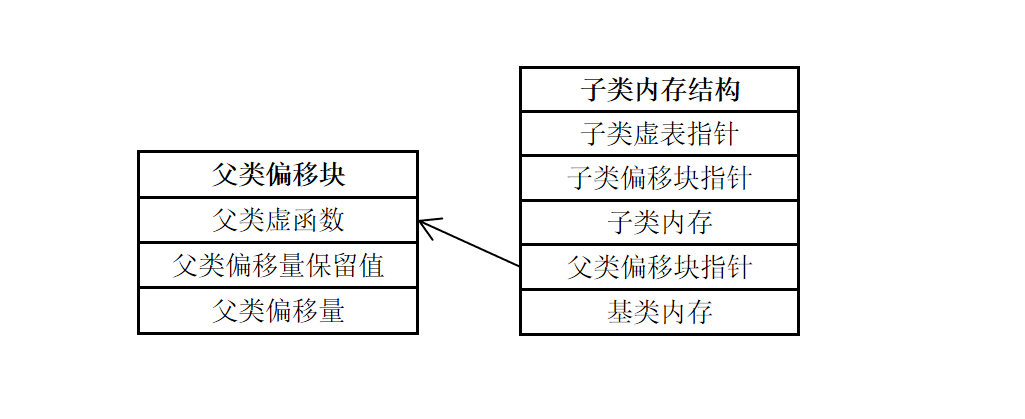 父类偏移块
父类虚函数
父类偏移量保留值
父类偏移量
子类内存结构
子类虚表指针
子类偏移块指针
子类内存
父类偏移块指针
基类内存